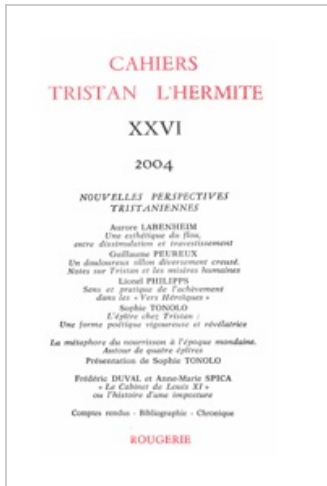 CAHIERS
TRISTAN L'HERMITE
XXVI
2004
NOUVELLES PERSPECTIVES
TRISTANIENNES
Aurore LABENHEIM
Une esthétique du flou,
entre dissimulation et travestissement
Guillaume PEUREUX
Un douloureux sillon diversement creusé.
Notes sur Tristan et les misères humaines
Lionel PHILIPPS
Sens et pratique de l'achèvement
dans les « Vers Héroïques »
Sophie TONOLO
L'épître chez Tristan :
Une forme poétique vigoureuse et révélatrice
La métaphore du nourrisson à l'époque mondaine.
Autour de quatre épîtres
Présentation de Sophie TONOLO
Frédéric DUVAL et Anne-Marie SPICA
« Le Cabinet de Louis XI »
ou l'histoire d'une imposture
Comptes rendus - Bibliographie - Chronique
ROUGERIE